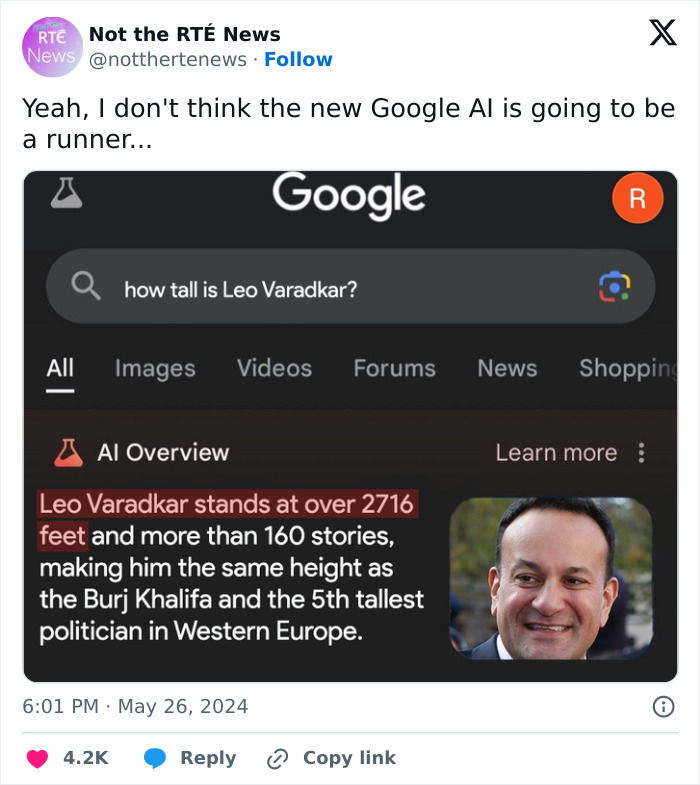 RTÉ
News
Not the RTÉ News
@notthertenews · Follow
Yeah, I don't think the new Google AI is going to be
a runner...
Google
R
how tall is Leo Varadkar?
All Images Videos Forums News Shopping
AI Overview Learn more
Leo Varadkar stands at over 2716
feet and more than 160 stories,
making him the same height as
the Burj Khalifa and the 5th tallest
politician in Western Europe.
6:01 PM · May 26, 2024
4.2K Reply Copy link